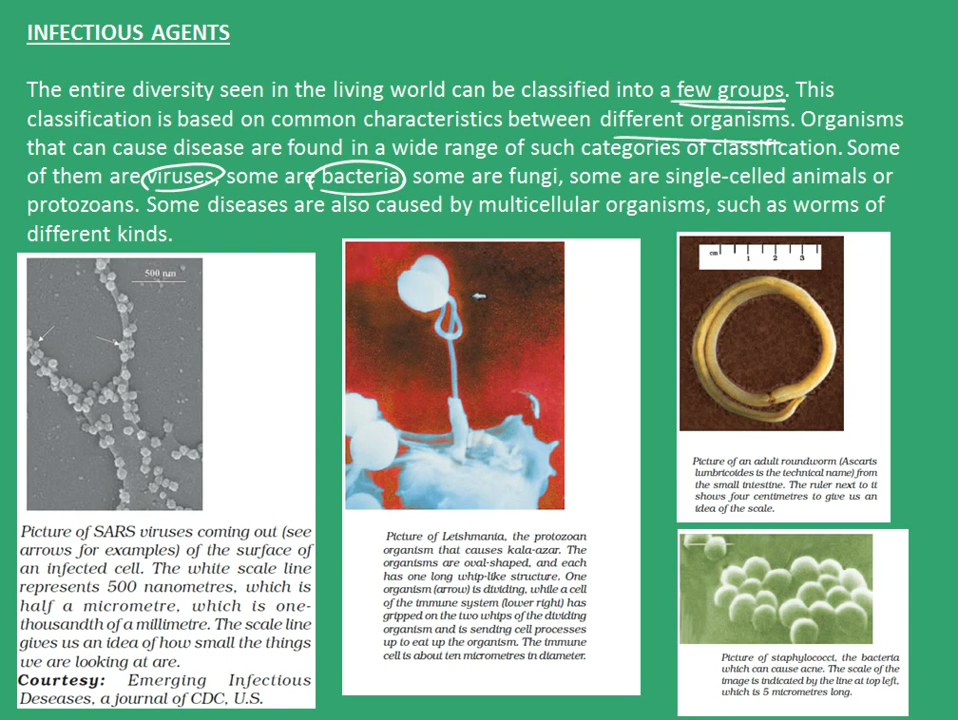 INFECTIOUS AGENTS
The entire diversity seen in the living world can be classified into a few groups. This
classification is based on common characteristics between different organisms. Organisms
that can cause disease are found in a wide range of such categories of classification. Some
of them are viruses, some are bacteria, some are fungi, some are single-celled animals or
protozoans. Some diseases are also caused by multicellular organisms, such as worms of
different kinds.
500 nm
Picture of SARS viruses coming out (see
arrows for examples) of the surface of
an infected cell. The white scale line
represents 500 nanometres, which is
half a micrometre, which is one-
thousandth of a millimetre. The scale line
gives us an idea of how small the things
we are looking at are.
Courtesy: Emerging Infectious
Deseases, a journal of CDC, U.S.
Picture of Leishmania, the protozoan
organism that causes kala-azar. The
organisms are oval-shaped, and each
has one long whip-like structure. One
organism (arrow) is dividing, while a cell
of the immune system (lower right) has
gripped on the two whips of the dividing
organism and is sending cell processes
up to eat up the organism. The immune
cell is about ten micrometres in diameter.
cm 1 2 3
Picture of an adult roundworm (Ascaris
lumbricoides is the technical name) from
the small intestine. The ruler next to it
shows four centimetres to give us an
idea of the scale.
Picture of staphylococci, the bacteria
which can cause acne. The scale of the
image is indicated by the line at top left,
which is 5 micrometres long.